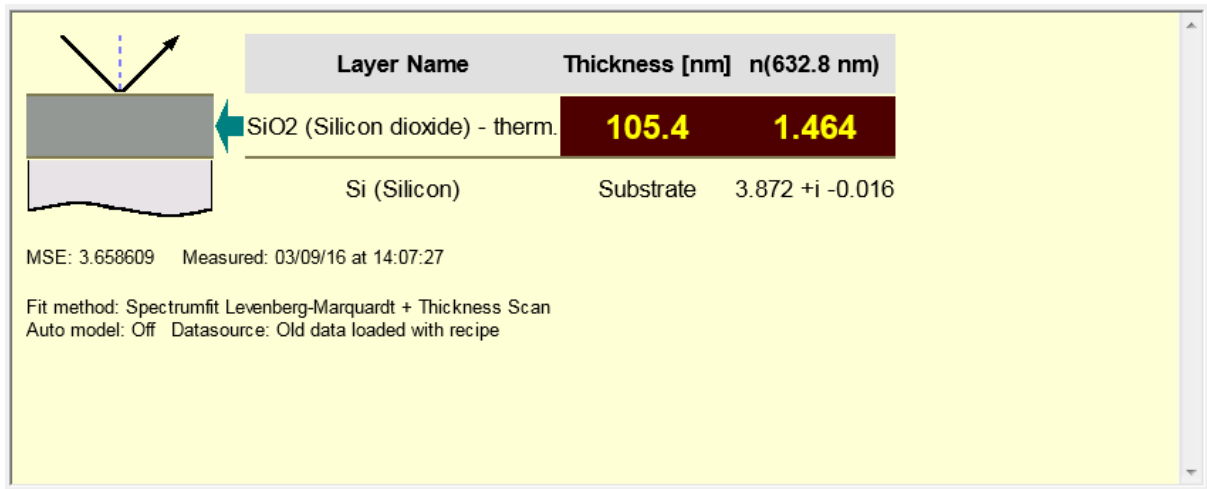 Layer Name Thickness [nm] n(632.8 nm)
SiO2 (Silicon dioxide) - therm. 105.4 1.464
Si (Silicon) Substrate 3.872 +i -0.016
MSE: 3.658609 Measured: 03/09/16 at 14:07:27
Fit method: Spectrumfit Levenberg-Marquardt + Thickness Scan
Auto model: Off Datasource: Old data loaded with recipe